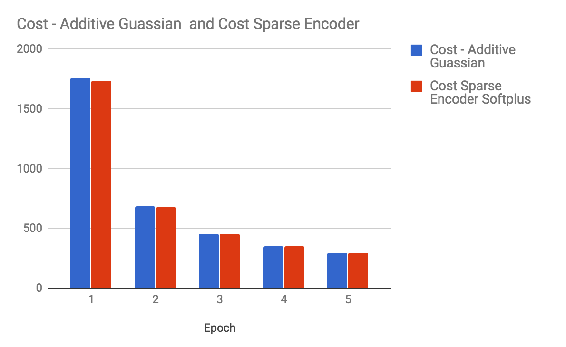 Cost - Additive Guassian  and Cost Sparse Encoder
2000
1500
1000
500
0
1 2 3 4 5
Epoch
Cost - Additive
Guassian
Cost Sparse
Encoder Softplus